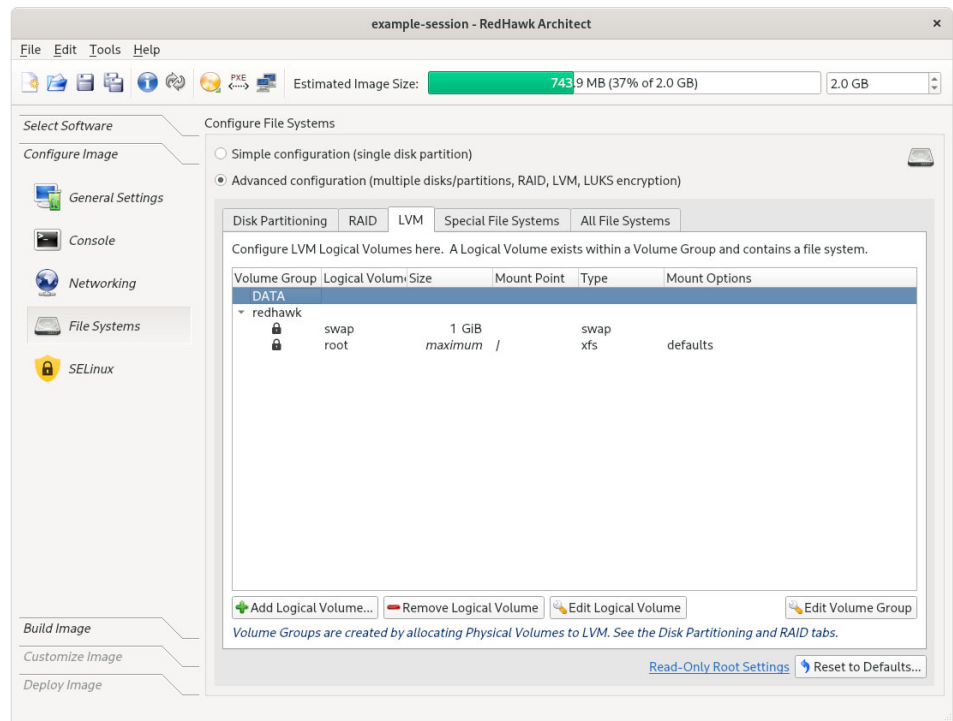 example-session - RedHawk Architect ×
File Edit Tools Help
PXE Estimated Image Size: 743.9 MB (37% of 2.0 GB) 2.0 GB
Select Software
Configure Image
General Settings
Console
Networking
File Systems
SELinux
Build Image
Customize Image
Deploy Image
Configure File Systems
Simple configuration (single disk partition)
Advanced configuration (multiple disks/partitions, RAID, LVM, LUKS encryption)
Disk Partitioning RAID LVM Special File Systems All File Systems
Configure LVM Logical Volumes here. A Logical Volume exists within a Volume Group and contains a file system.
Volume Group Logical Volum Size Mount Point Type Mount Options
DATA
redhawk
swap 1 GiB swap
root maximum / xfs defaults
Add Logical Volume... Remove Logical Volume Edit Logical Volume Edit Volume Group
Volume Groups are created by allocating Physical Volumes to LVM. See the Disk Partitioning and RAID tabs.
Read-Only Root Settings Reset to Defaults...